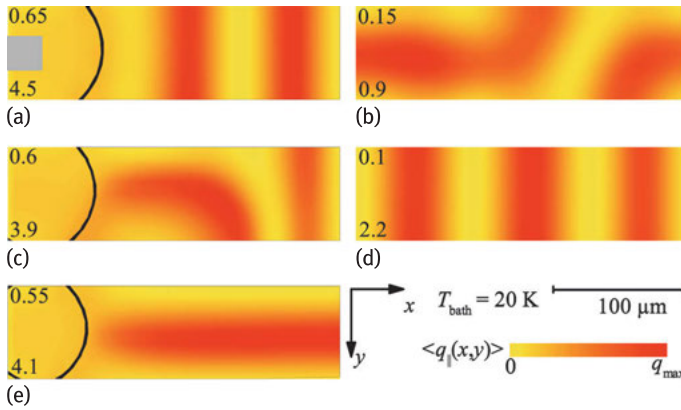 0.65
4.5
(a)
0.15
0.9
(b)
0.6
3.9
(c)
0.1
2.2
(d)
0.55
4.1
(e)
x
y
T_bath = 20 K
100 µm
<q_∥(x,y)>
0
q_max